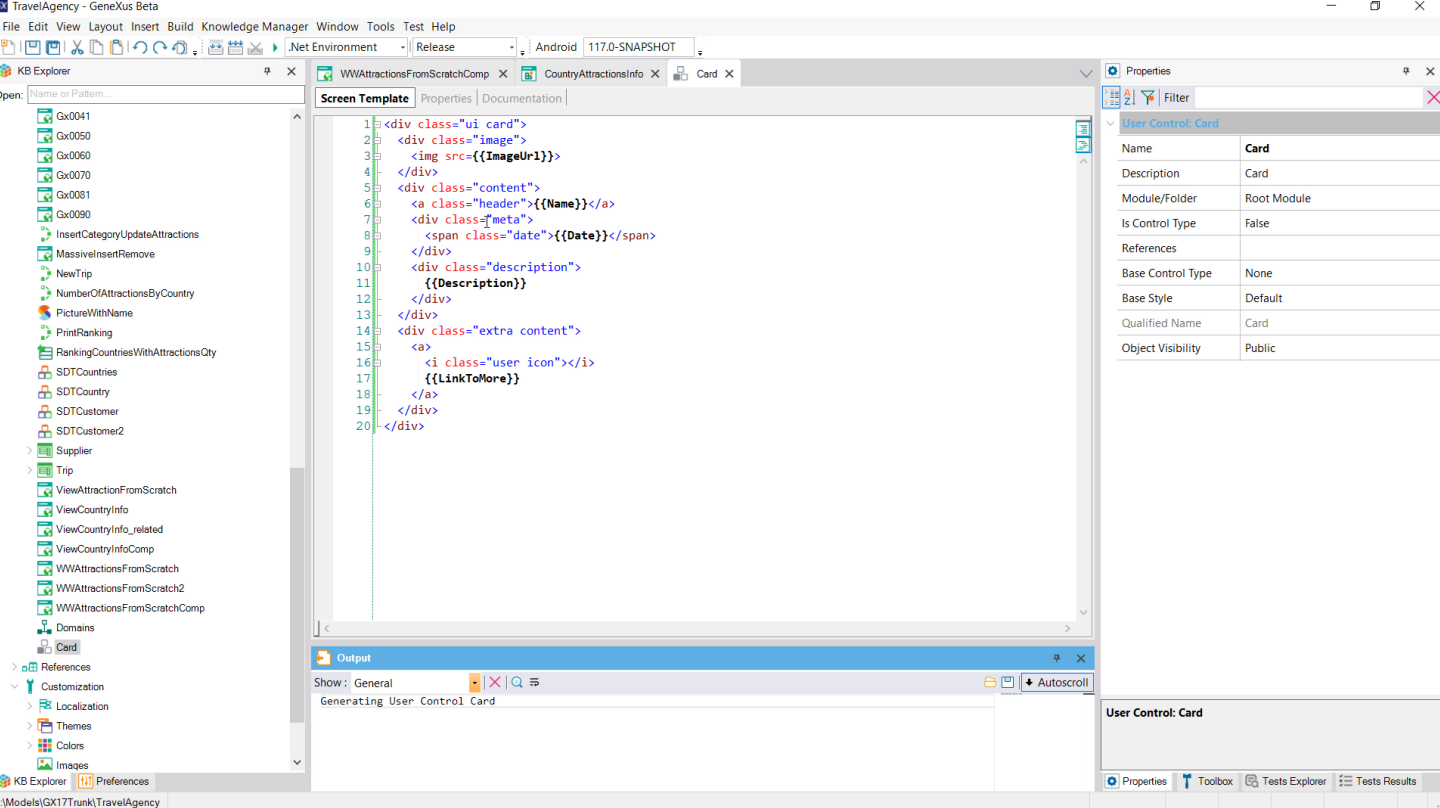 TravelAgency - GeneXus Beta
File Edit View Layout Insert Build Knowledge Manager Window Tools Test Help
.Net Environment Release Android 117.0-SNAPSHOT
KB Explorer
Open: Name or Pattern ...
Gx0041
Gx0050
Gx0060
Gx0070
Gx0081
Gx0090
InsertCategoryUpdateAttractions
MassiveInsertRemove
NewTrip
NumberOfAttractionsByCountry
PictureWithName
PrintRanking
RankingCountriesWithAttractionsQty
SDTCountries
SDTCountry
SDTCustomer
SDTCustomer2
Supplier
Trip
ViewAttractionFromScratch
ViewCountryInfo
ViewCountryInfo_related
ViewCountryInfoComp
WWAttractionsFromScratch
WWAttractionsFromScratch2
WWAttractionsFromScratchComp
Domains
Card
References
Customization
Localization
Themes
Colors
Images
KB Explorer Preferences
:\Models\GX17Trunk\TravelAgency
WWAttractionsFromScratchComp CountryAttractionsInfo Card
Screen Template Properties Documentation
1 <div class="ui card">
2 <div class="image">
3 <img src={{ImageUrl}}>
4 </div>
5 <div class="content">
6 <a class="header">{{Name}}</a>
7 <div class="meta">
8 <span class="date">{{Date}}</span>
9 </div>
10 <div class="description">
11 {{Description}}
12 </div>
13 </div>
14 <div class="extra content">
15 <a>
16 <i class="user icon"></i>
17 {{LinkToMore}}
18 </a>
19 </div>
20 </div>
Output
Show : General Autoscroll
Generating User Control Card
Properties
Filter
User Control: Card
Name Card
Description Card
Module/Folder Root Module
Is Control Type False
References
Base Control Type None
Base Style Default
Qualified Name Card
Object Visibility Public
User Control: Card
Properties Toolbox Tests Explorer Tests Results